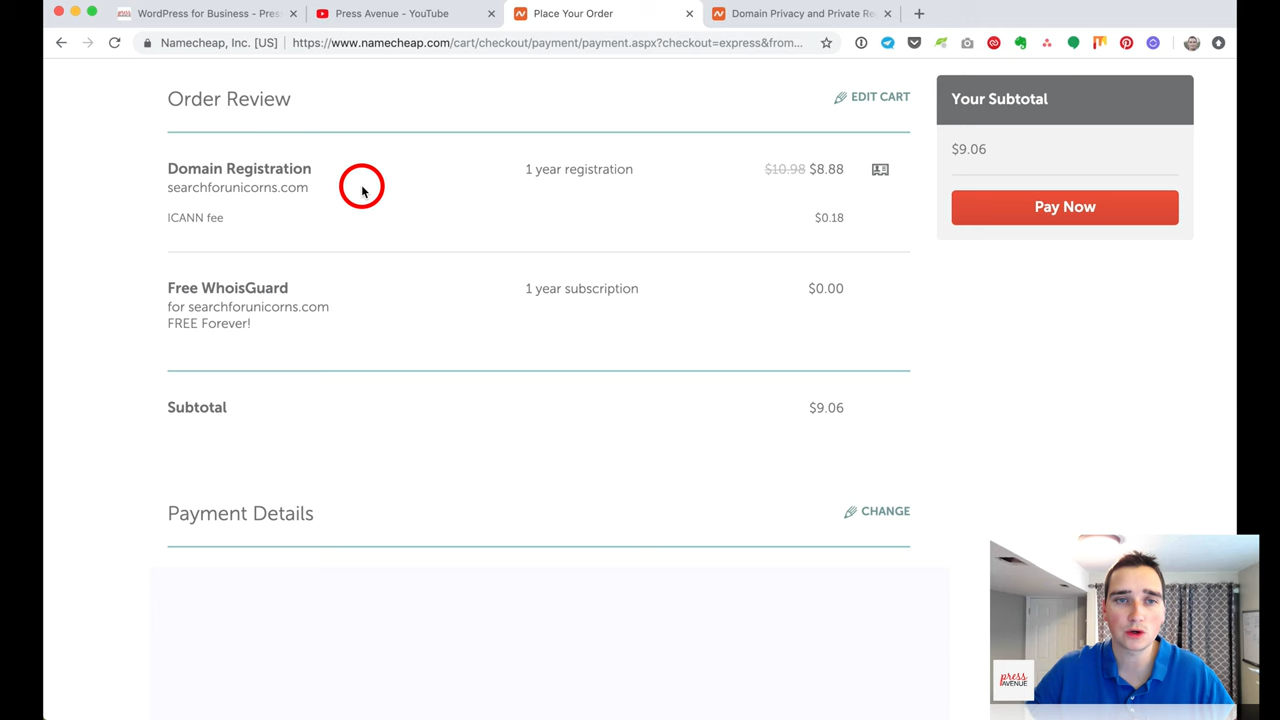 WordPress for Business - Pres
Press Avenue - YouTube
Place Your Order
Domain Privacy and Private Re
Namecheap, Inc. [US]
https://www.namecheap.com/cart/checkout/payment/payment.aspx?checkout=express&from...
Order Review
EDIT CART
Domain Registration
1 year registration
$10.98 $8.88
searchforunicorns.com
ICANN fee
$0.18
Free WhoisGuard
1 year subscription
$0.00
for searchforunicorns.com
FREE Forever!
Subtotal
$9.06
Your Subtotal
$9.06
Pay Now
Payment Details
CHANGE
press
AVENUE